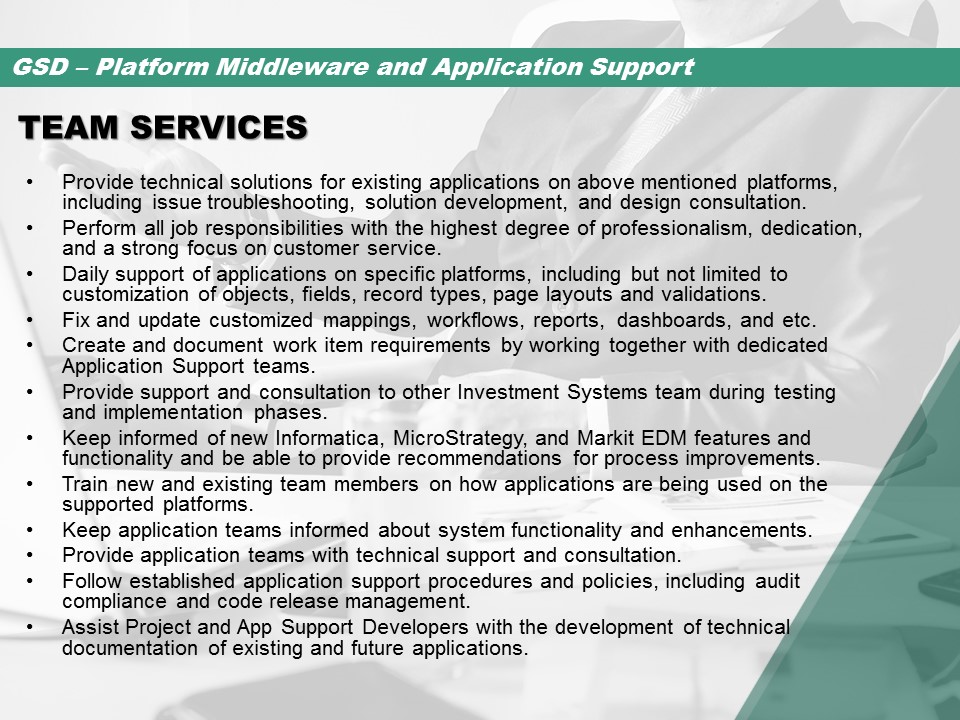 GSD – Platform Middleware and Application Support
TEAM SERVICES
• Provide technical solutions for existing applications on above mentioned platforms,
including issue troubleshooting, solution development, and design consultation.
• Perform all job responsibilities with the highest degree of professionalism, dedication,
and a strong focus on customer service.
• Daily support of applications on specific platforms, including but not limited to
customization of objects, fields, record types, page layouts and validations.
• Fix and update customized mappings, workflows, reports, dashboards, and etc.
• Create and document work item requirements by working together with dedicated
Application Support teams.
• Provide support and consultation to other Investment Systems team during testing
and implementation phases.
• Keep informed of new Informatica, MicroStrategy, and Markit EDM features and
functionality and be able to provide recommendations for process improvements.
• Train new and existing team members on how applications are being used on the
supported platforms.
• Keep application teams informed about system functionality and enhancements.
• Provide application teams with technical support and consultation.
• Follow established application support procedures and policies, including audit
compliance and code release management.
• Assist Project and App Support Developers with the development of technical
documentation of existing and future applications.